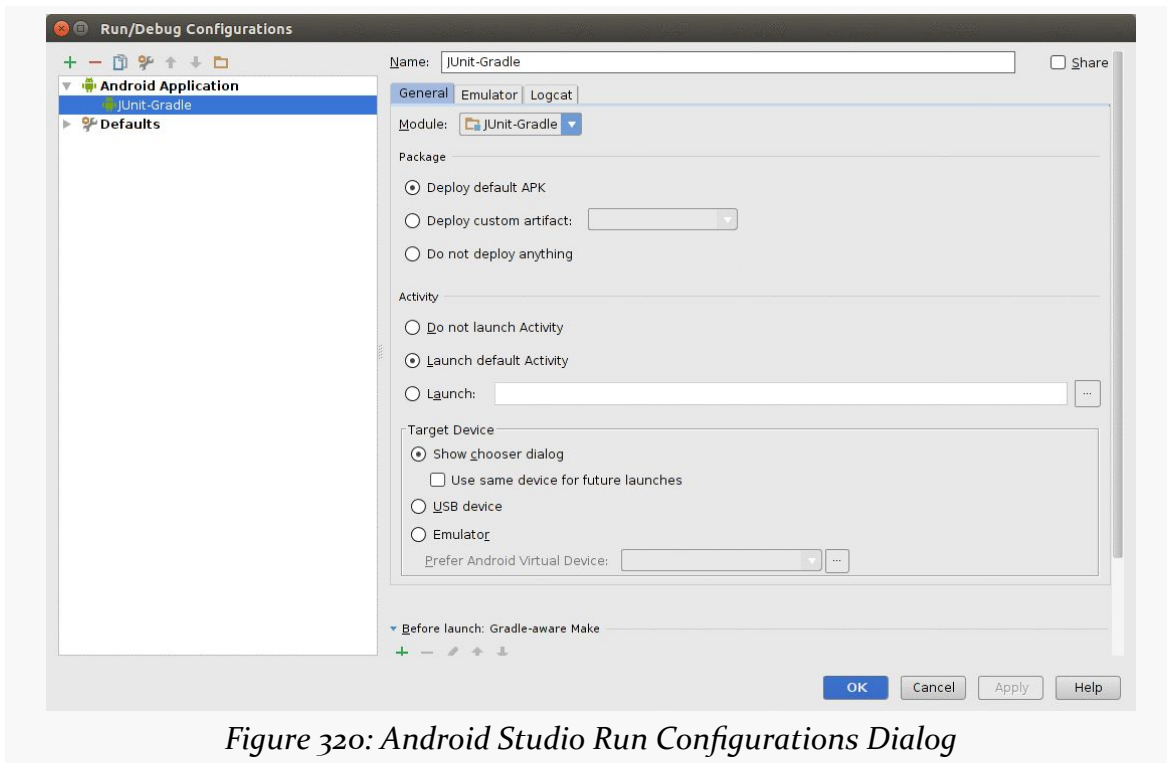 Run/Debug Configurations
Android Application
JUnit-Gradle
Defaults
Name: JUnit-Gradle
Share
General Emulator Logcat
Module: JUnit-Gradle
Package
Deploy default APK
Deploy custom artifact:
Do not deploy anything
Activity
Do not launch Activity
Launch default Activity
Launch: ...
Target Device
Show chooser dialog
Use same device for future launches
USB device
Emulator
Prefer Android Virtual Device: ...
Before launch: Gradle-aware Make
OK Cancel Apply Help
Figure 320: Android Studio Run Configurations Dialog